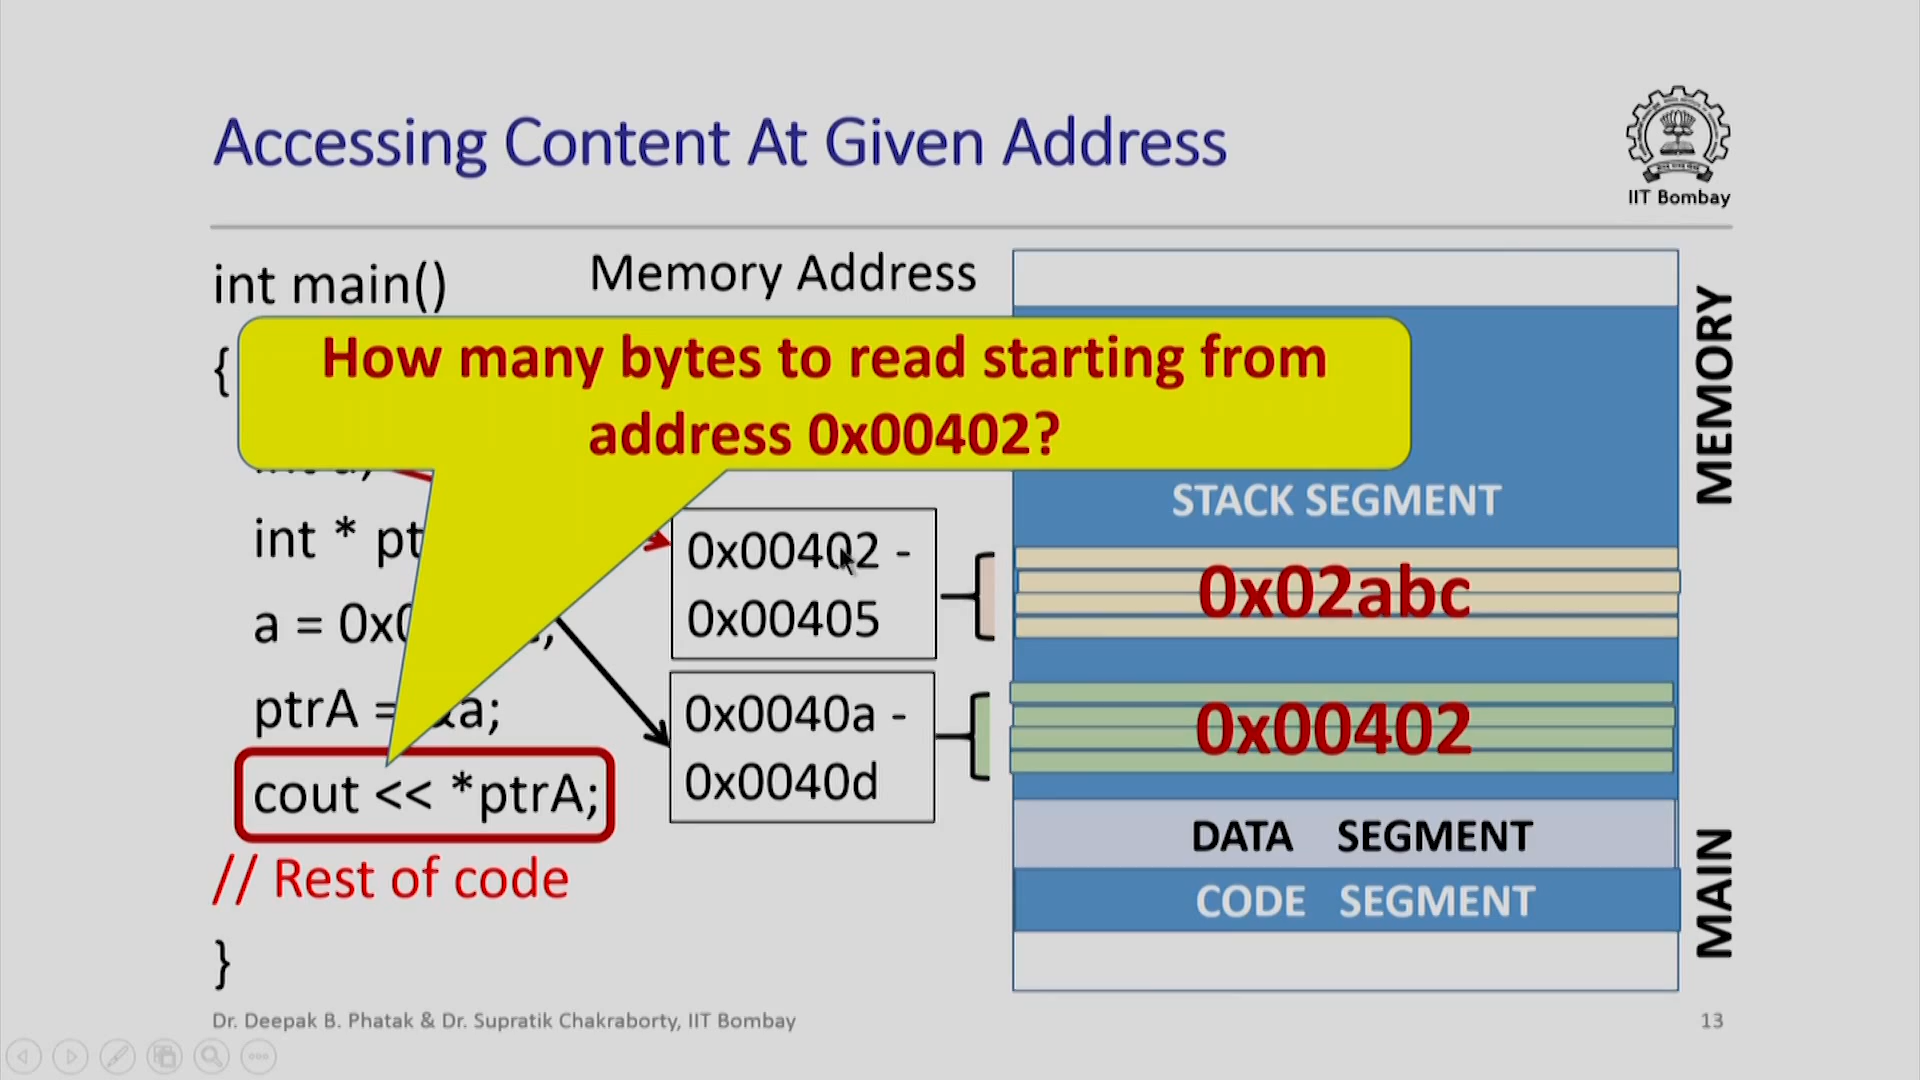 Accessing Content At Given Address
IIT Bombay
int main()
Memory Address
{
How many bytes to read starting from
address 0x00402?
MEMORY
STACK SEGMENT
int * pt
0x00402 -
0x00405
0x02abc
a = 0x0
ptrA = &a;
0x0040a -
0x0040d
0x00402
cout << *ptrA;
DATA SEGMENT
// Rest of code
CODE SEGMENT
MAIN
}
Dr. Deepak B. Phatak & Dr. Supratik Chakraborty, IIT Bombay
13